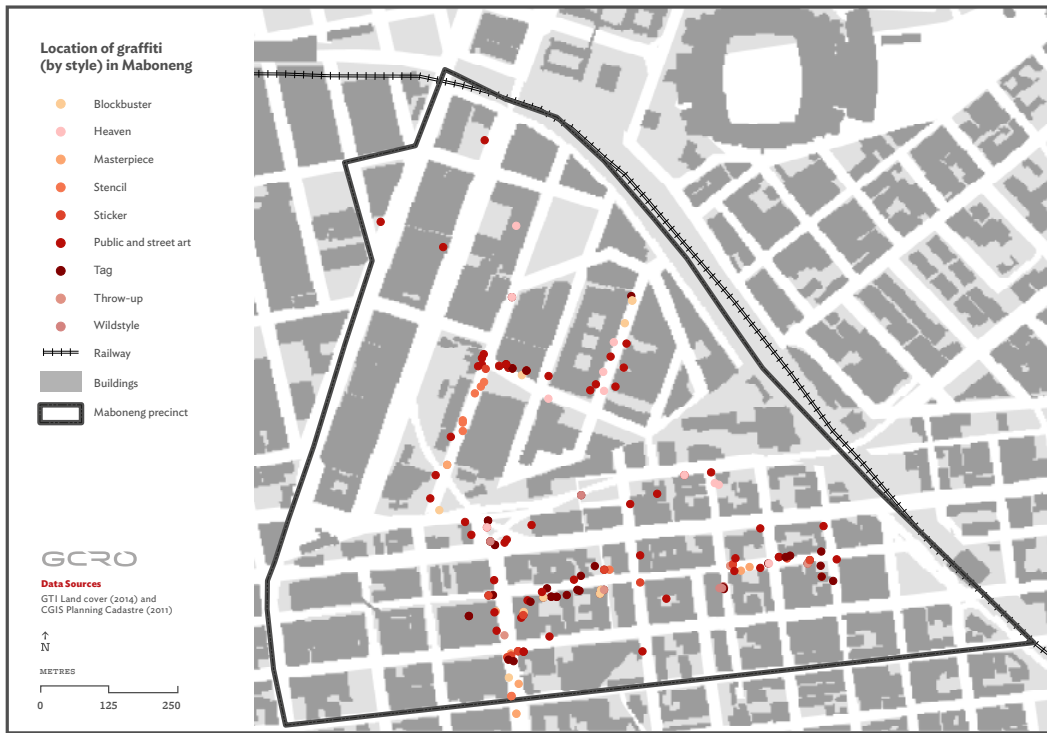 Location of graffiti
(by style) in Maboneng
Blockbuster
Heaven
Masterpiece
Stencil
Sticker
Public and street art
Tag
Throw-up
Wildstyle
Railway
Buildings
Maboneng precinct
GCRO
Data Sources
GTI Land cover (2014) and
CGIS Planning Cadastre (2011)
N
METRES
0 125 250